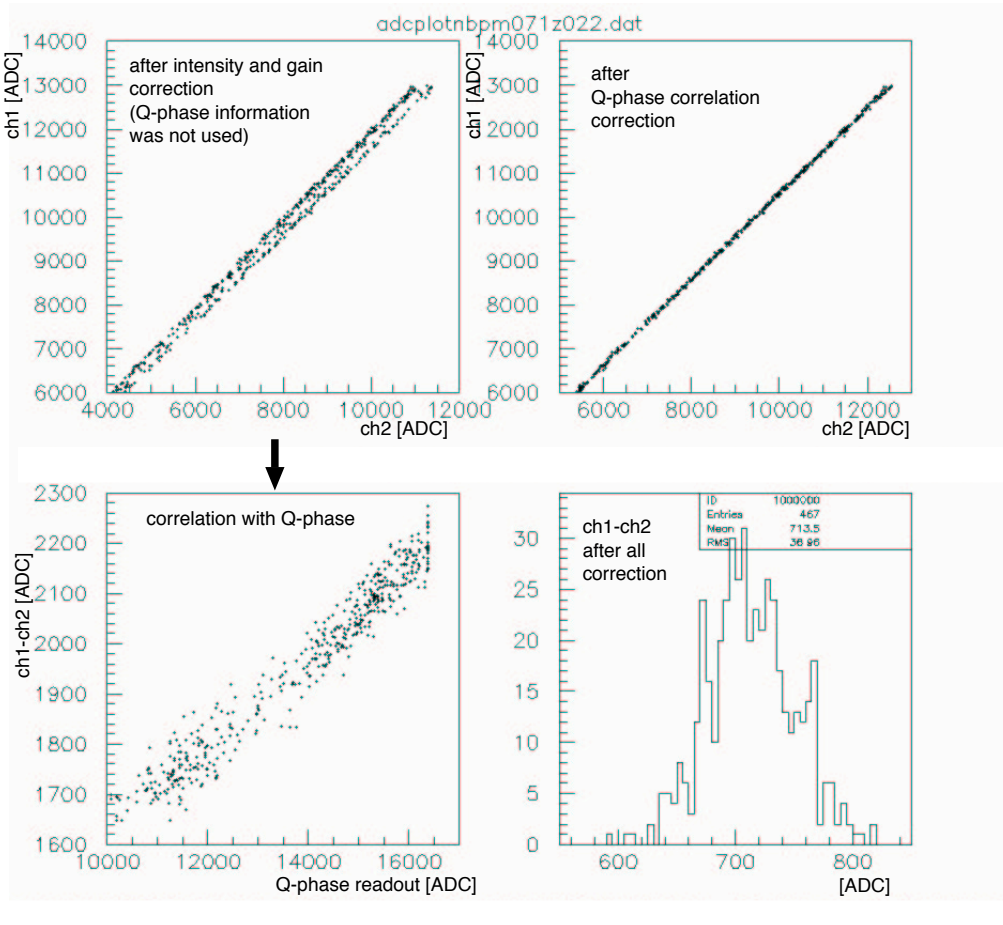 adcplotnbpm071z022.dat
ch1 [ADC]
14000
13000
12000
11000
10000
9000
8000
7000
6000
after intensity and gain
correction
(Q-phase information
was not used)
4000 6000 8000 10000 12000
ch2 [ADC]
ch1 [ADC]
14000
13000
12000
11000
10000
9000
8000
7000
6000
after
Q-phase correlation
correction
6000 8000 10000 12000
ch2 [ADC]
ch1-ch2 [ADC]
2300
2200
2100
2000
1900
1800
1700
1600
correlation with Q-phase
10000 12000 14000 16000
Q-phase readout [ADC]
30
25
20
15
10
5
0
ch1-ch2
after all
correction
ID 1000000
Entries 467
Mean 713.5
RMS 36.96
600 700 800
[ADC]